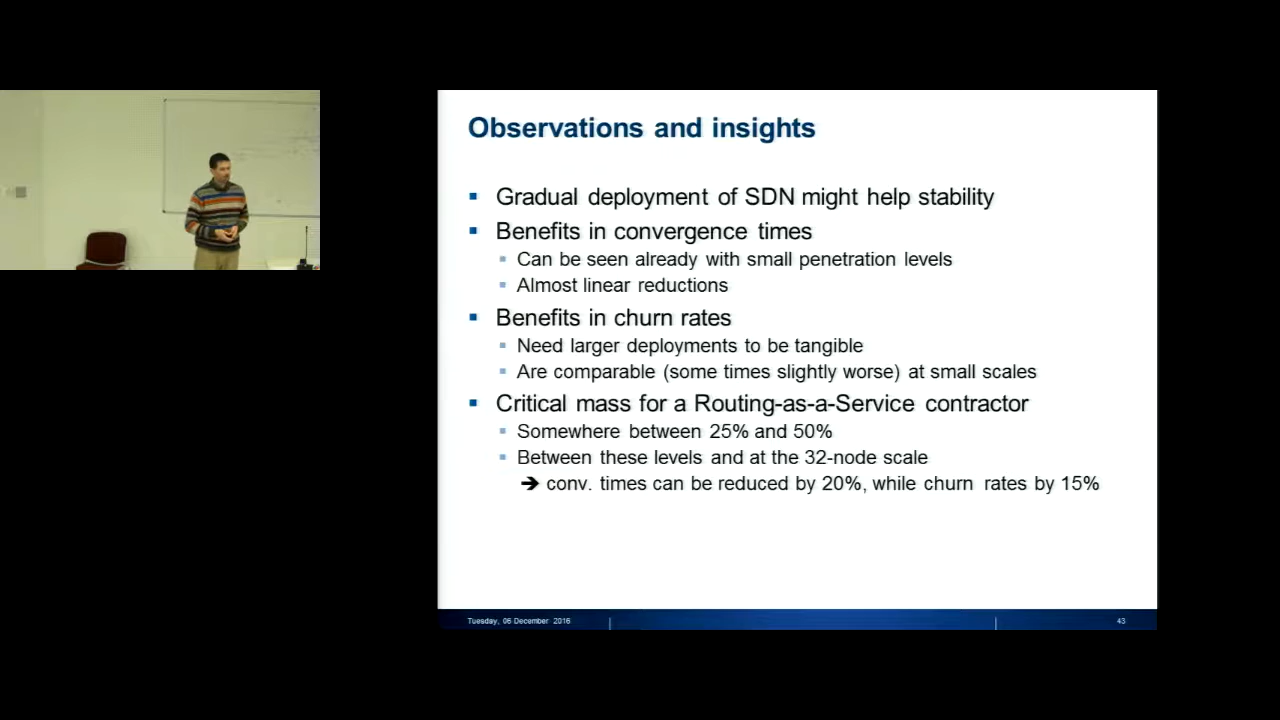 Observations and insights
Gradual deployment of SDN might help stability
Benefits in convergence times
Can be seen already with small penetration levels
Almost linear reductions
Benefits in churn rates
Need larger deployments to be tangible
Are comparable (some times slightly worse) at small scales
Critical mass for a Routing-as-a-Service contractor
Somewhere between 25% and 50%
Between these levels and at the 32-node scale
➔ conv. times can be reduced by 20%, while churn rates by 15%
Tuesday, 06 December 2016
43